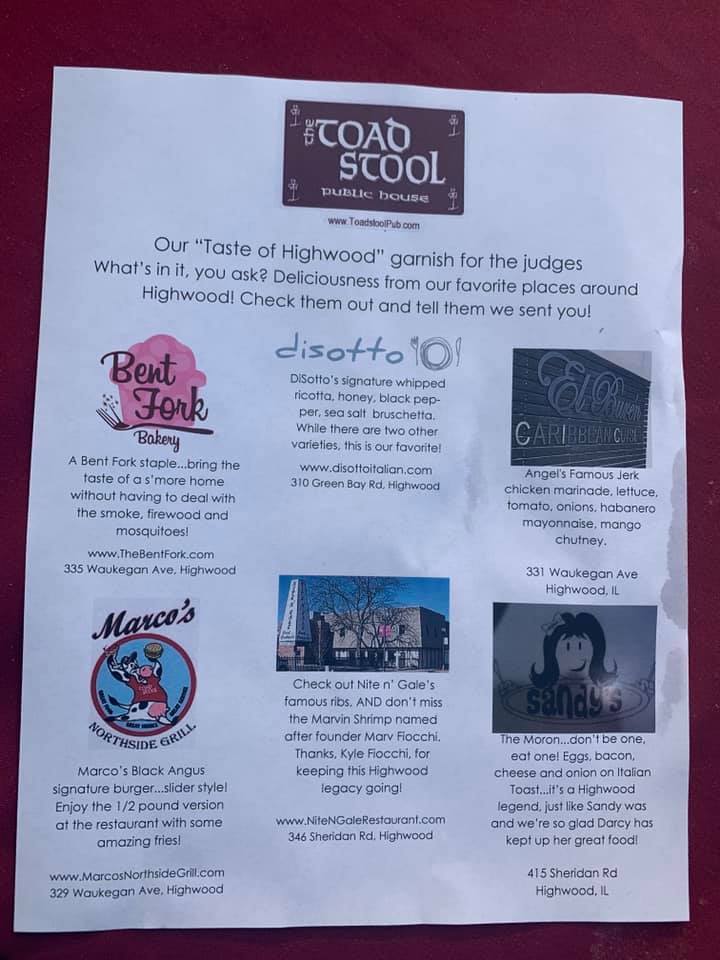 the TOAD
STOOL
PUBLIC HOUSE
www.ToadstoolPub.com
Our "Taste of Highwood" garnish for the judges
What's in it, you ask? Deliciousness from our favorite places around
Highwood! Check them out and tell them we sent you!
Bent
Fork
Bakery
A Bent Fork staple...bring the
taste of a s'more home
without having to deal with
the smoke, firewood and
mosquitoes!
www.TheBentFork.com
335 Waukegan Ave, Highwood
disotto
DiSotto's signature whipped
ricotta, honey, black pep-
per, sea salt bruschetta.
While there are two other
varieties, this is our favorite!
www.disottoitalian.com
310 Green Bay Rd, Highwood
El
CARIBBEAN CUISINE
Angel's Famous Jerk
chicken marinade, lettuce,
tomato, onions, habanero
mayonnaise, mango
chutney.
331 Waukegan Ave
Highwood, IL
Marco's
NORTHSIDE GRILL
Marco's Black Angus
signature burger...slider style!
Enjoy the 1/2 pound version
at the restaurant with some
amazing fries!
www.MarcosNorthsideGrill.com
329 Waukegan Ave, Highwood
Check out Nite n' Gale's
famous ribs. AND don't miss
the Marvin Shrimp named
after founder Marv Fiocchi.
Thanks, Kyle Fiocchi, for
keeping this Highwood
legacy going!
www.NiteNGaleRestaurant.com
346 Sheridan Rd, Highwood
sandy's
The Moron...don't be one,
eat one! Eggs, bacon,
cheese and onion on Italian
Toast...it's a Highwood
legend, just like Sandy was
and we're so glad Darcy has
kept up her great food!
415 Sheridan Rd
Highwood, IL